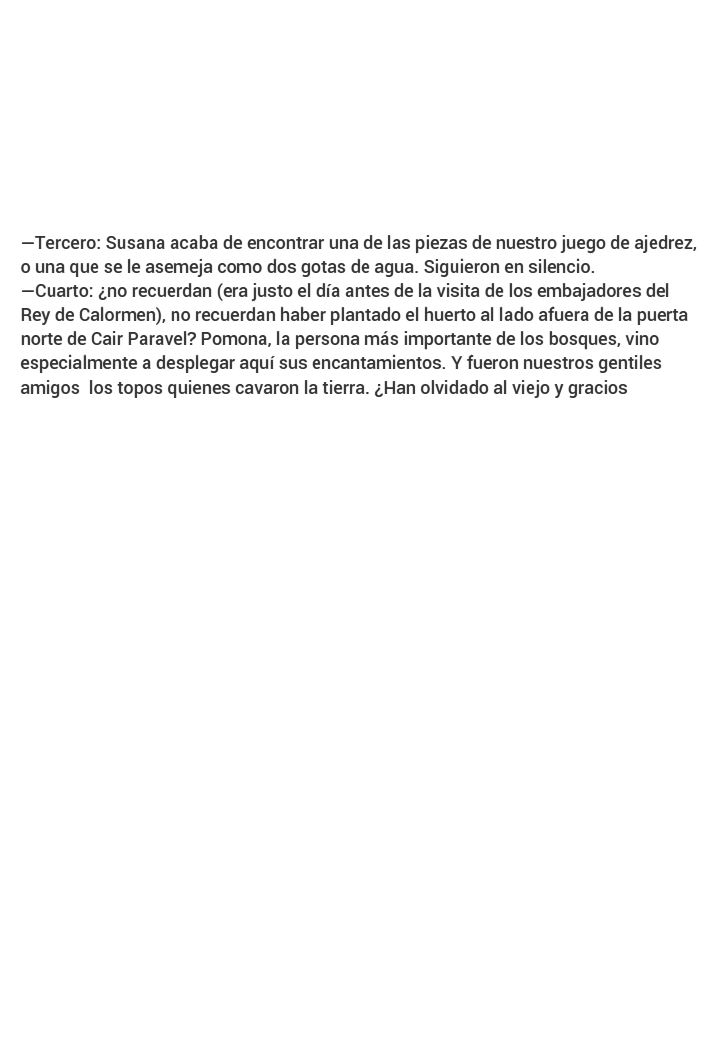 —Tercero: Susana acaba de encontrar una de las piezas de nuestro juego de ajedrez,
o una que se le asemeja como dos gotas de agua. Siguieron en silencio.
—Cuarto: ¿no recuerdan (era justo el día antes de la visita de los embajadores del
Rey de Calormen), no recuerdan haber plantado el huerto al lado afuera de la puerta
norte de Cair Paravel? Pomona, la persona más importante de los bosques, vino
especialmente a desplegar aquí sus encantamientos. Y fueron nuestros gentiles
amigos  los topos quienes cavaron la tierra. ¿Han olvidado al viejo y gracios